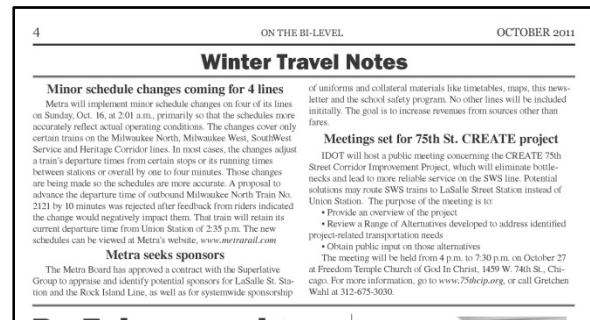 4
ON THE BI-LEVEL
OCTOBER 2011
Winter Travel Notes
Minor schedule changes coming for 4 lines
Metra will implement minor schedule changes on four of its lines
on Sunday, Oct. 16, at 2:01 a.m., primarily so that the schedules more
accurately reflect actual operating conditions. The changes cover only
certain trains on the Milwaukee North, Milwaukee West, SouthWest
Service and Heritage Corridor lines. In most cases, the changes adjust
a train's departure times from certain stops or its running times
between stations or overall by one to four minutes. Those changes
are being made so the schedules are more accurate. A proposal to
advance the departure time of outbound Milwaukee North Train No.
2121 by 10 minutes was rejected after feedback from riders indicated
the change would negatively impact them. That train will retain its
current departure time from Union Station of 2:35 p.m. The new
schedules can be viewed at Metra's website, www.metrarail.com
Metra seeks sponsors
The Metra Board has approved a contract with the Superlative
Group to appraise and identify potential sponsors for LaSalle St. Sta-
tion and the Rock Island Line, as well as for systemwide sponsorship
of uniforms and collateral materials like timetables, maps, this news-
letter and the school safety program. No other lines will be included
inititally. The goal is to increase revenues from sources other than
fares.
Meetings set for 75th St. CREATE project
IDOT will host a public meeting concerning the CREATE 75th
Street Corridor Improvement Project, which will eliminate bottle-
necks and lead to more reliable service on the SWS line. Potential
solutions may route SWS trains to LaSalle Street Station instead of
Union Station. The purpose of the meeting is to:
• Provide an overview of the project
• Review a Range of Alternatives developed to address identified
project-related transportation needs
• Obtain public input on those alternatives
The meeting will be held from 4 p.m. to 7:30 p.m. on October 27
at Freedom Temple Church of God In Christ, 1459 W. 74th St., Chi-
cago. For more information, go to www.75thcip.org, or call Gretchen
Wahl at 312-675-3030.